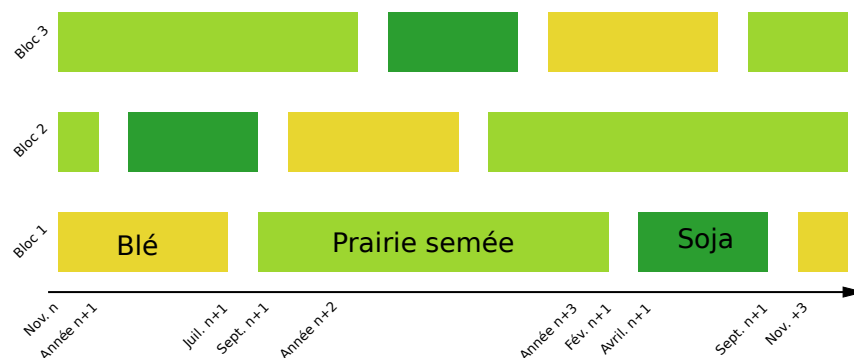 Bloc 3
Bloc 2
Bloc 1
Blé
Prairie semée
Soja
Nov. n
Année n+1
Juil. n+1
Sept. n+1
Année n+2
Année n+3
Fév. n+1
Avril. n+1
Sept. n+1
Nov. +3